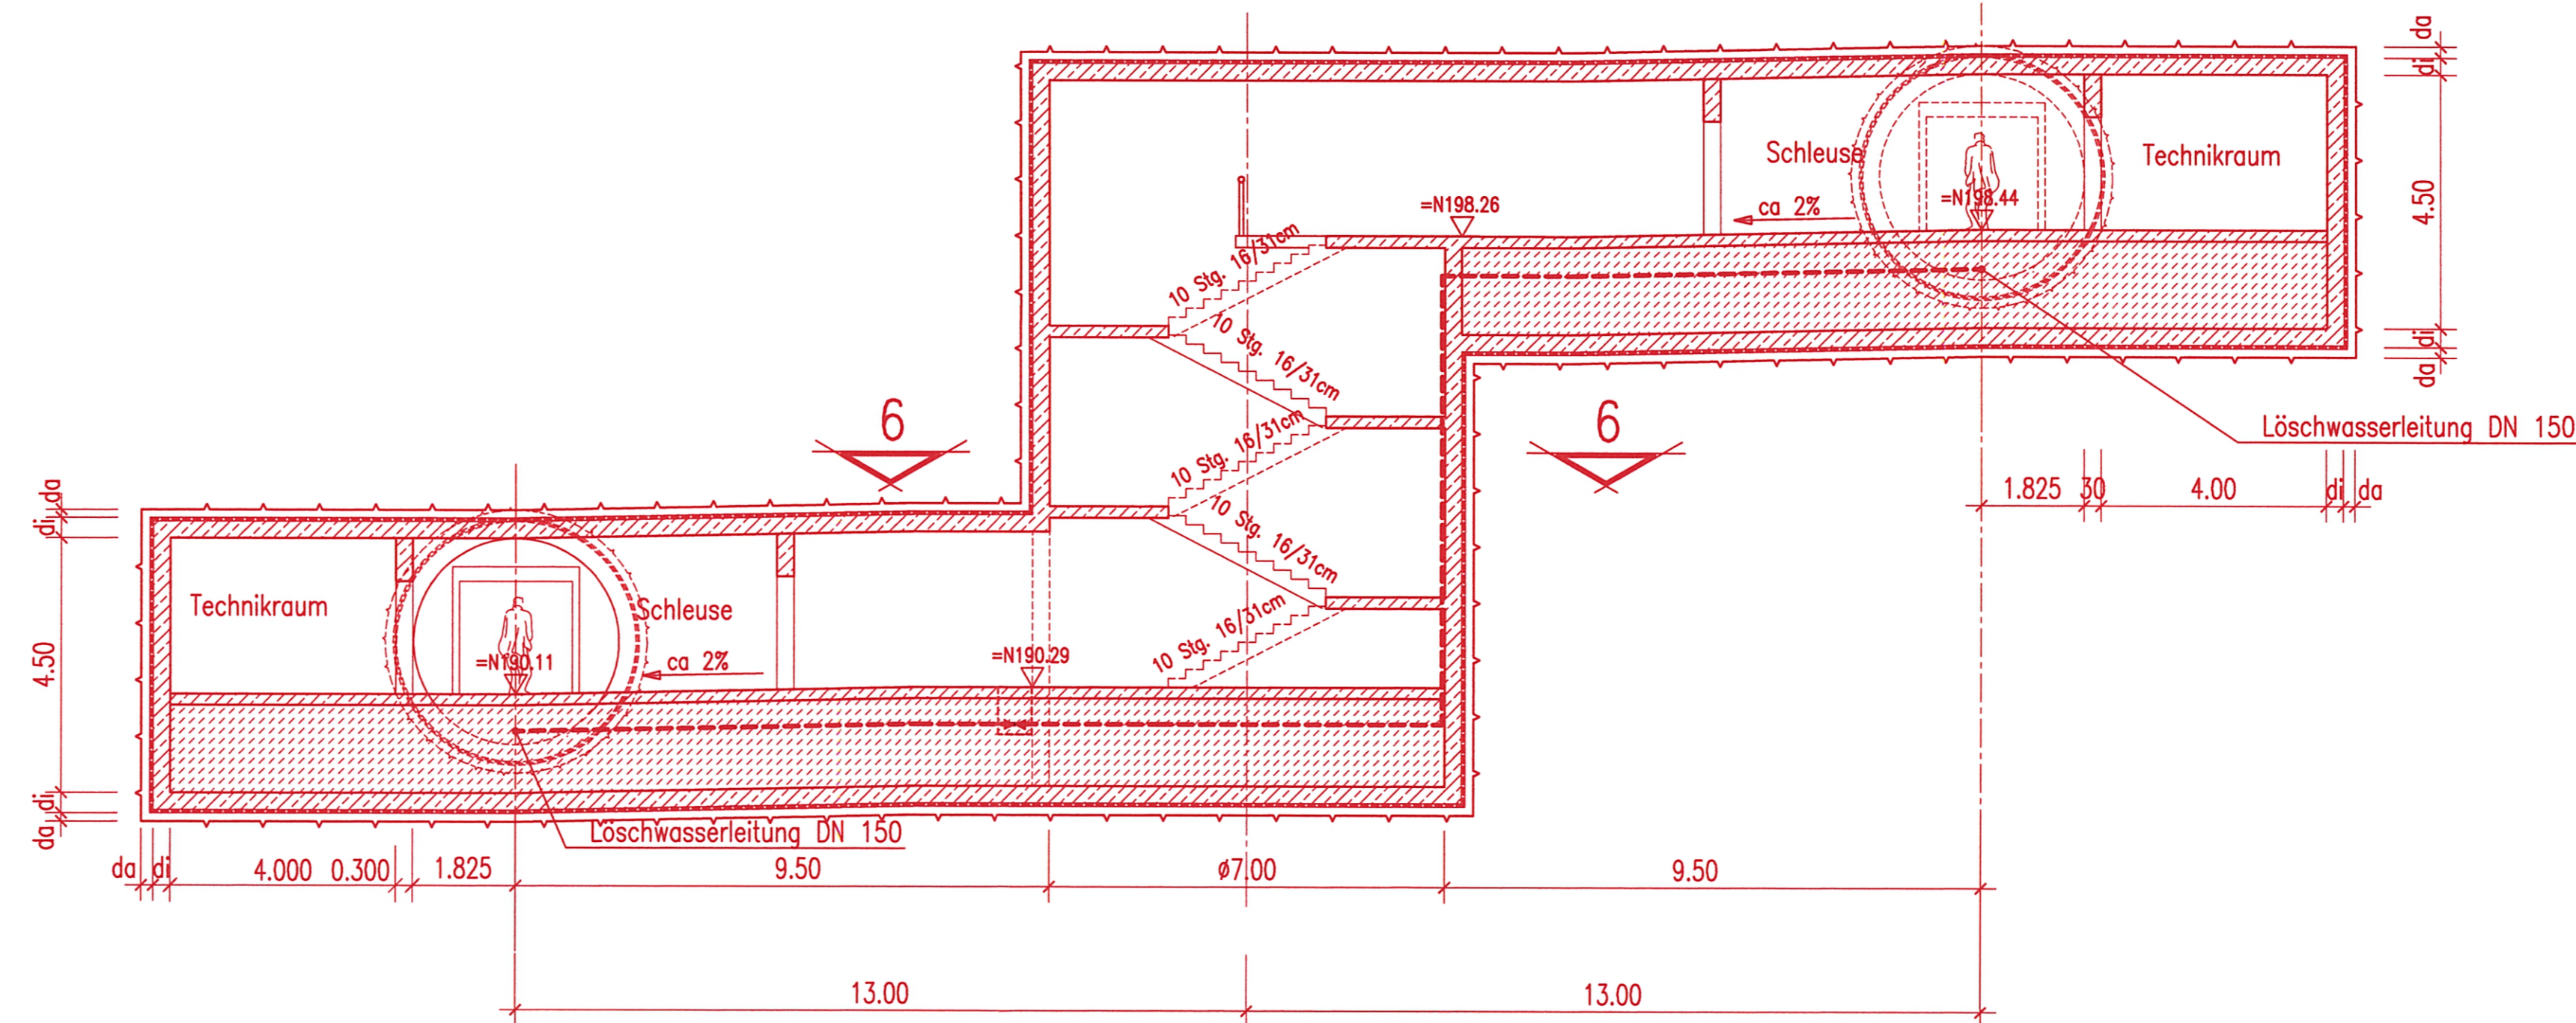 da
di
4.50
di
da
Schleuse
Technikraum
=N198.26
ca 2%
=N198.44
10 Stg. 16/31cm
10 Stg. 16/31cm
10 Stg. 16/31cm
10 Stg. 16/31cm
10 Stg. 16/31cm
6
6
Löschwasserleitung DN 150
1.825 30 4.00 di da
da
di
4.50
di
da
Technikraum
Schleuse
=N190.11
ca 2%
=N190.29
Löschwasserleitung DN 150
da di 4.000 0.300 1.825 9.50 ø7.00 9.50
13.00 13.00